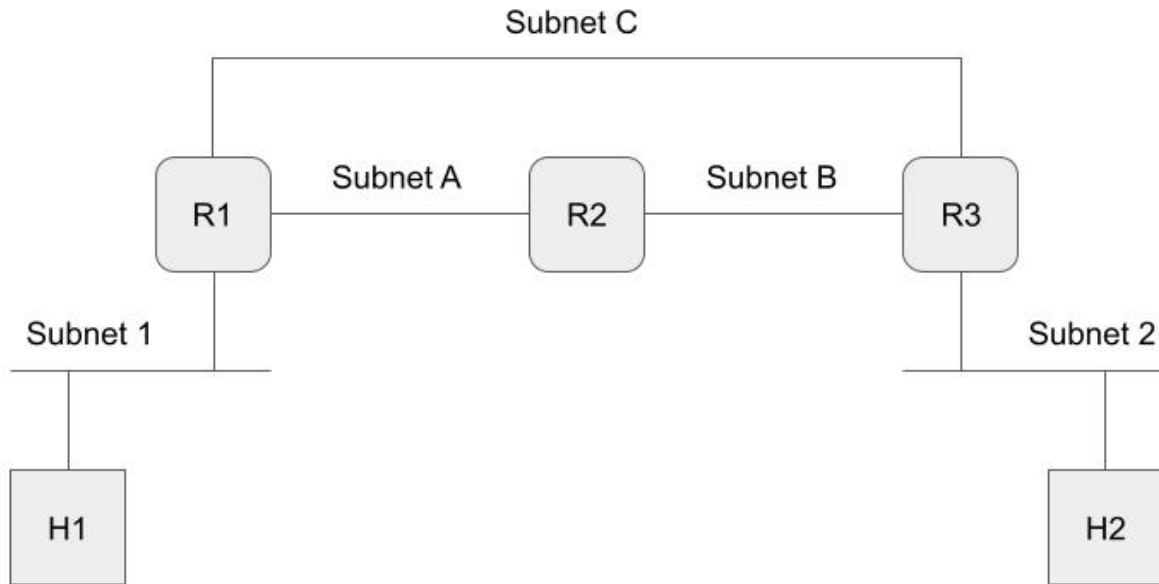 Subnet C
Subnet A
Subnet B
R1
R2
R3
Subnet 1
Subnet 2
H1
H2